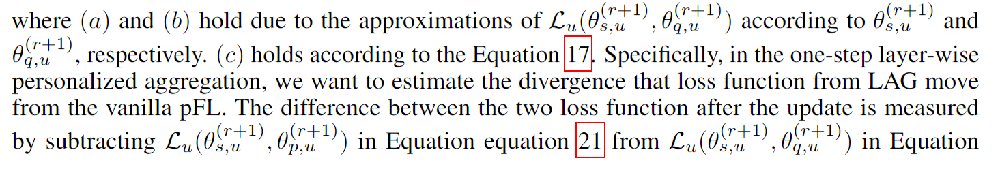 where (a) and (b) hold due to the approximations of $\mathcal{L}_u(\theta_{s,u}^{(r+1)}, \theta_{q,u}^{(r+1)})$ according to $\theta_{s,u}^{(r+1)}$ and
$\theta_{q,u}^{(r+1)}$, respectively. (c) holds according to the Equation 17. Specifically, in the one-step layer-wise
personalized aggregation, we want to estimate the divergence that loss function from LAG move
from the vanilla pFL. The difference between the two loss function after the update is measured
by subtracting $\mathcal{L}_u(\theta_{s,u}^{(r+1)}, \theta_{p,u}^{(r+1)})$ in Equation equation 21 from $\mathcal{L}_u(\theta_{s,u}^{(r+1)}, \theta_{q,u}^{(r+1)})$ in Equation